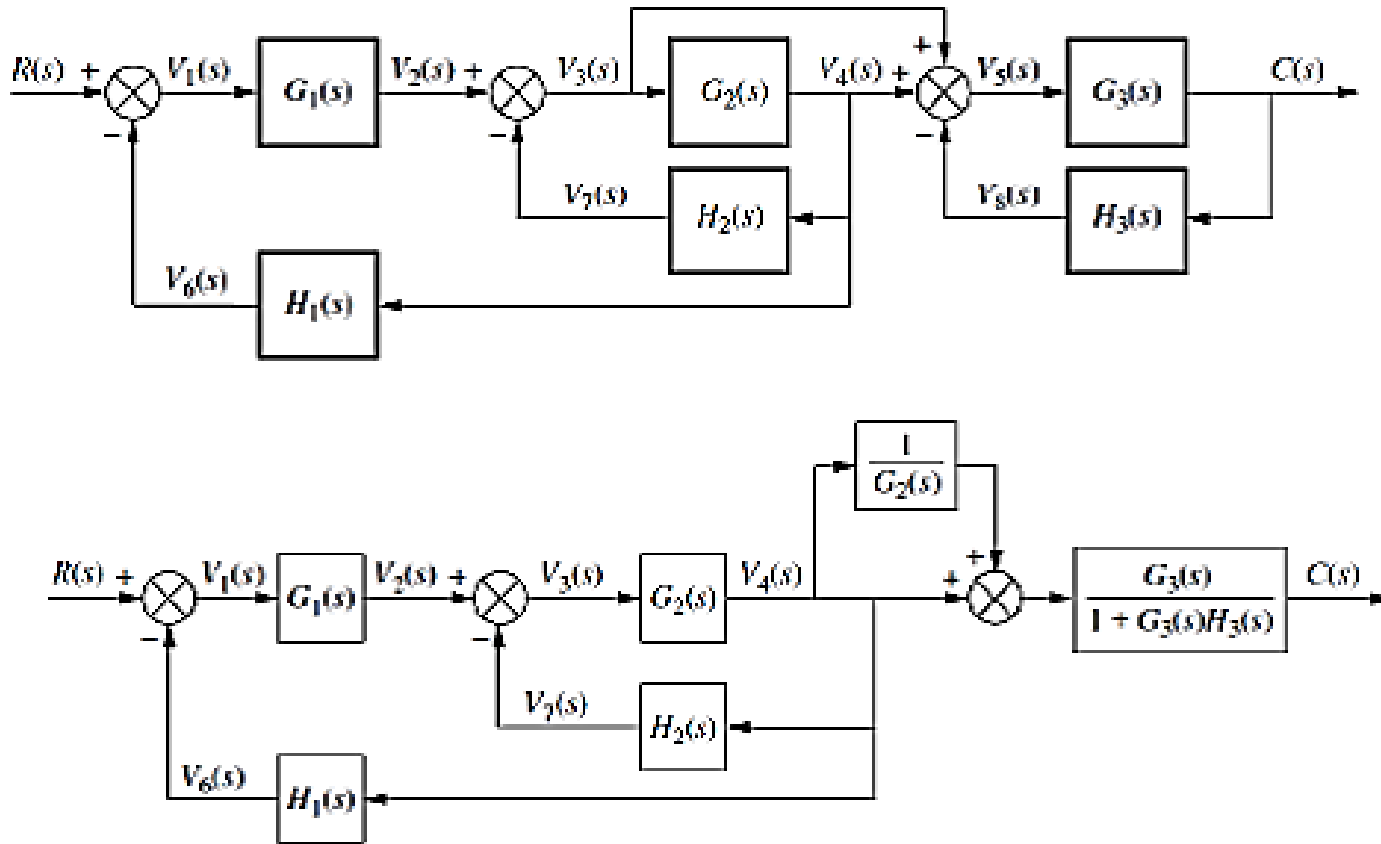 R(s) + V₁(s) G₁(s) V₂(s) + V₃(s) G₂(s) V₄(s) + + V₅(s) G₃(s) C(s)
− − −
V₇(s) H₂(s) V₈(s) H₃(s)
V₆(s) H₁(s)
1
G₂(s)
R(s) + V₁(s) G₁(s) V₂(s) + V₃(s) G₂(s) V₄(s) + + G₃(s) C(s)
1 + G₃(s)H₃(s)
− −
V₇(s) H₂(s)
V₆(s) H₁(s)